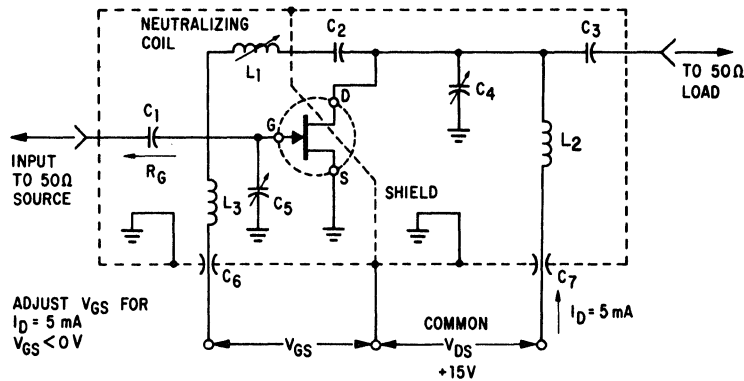 NEUTRALIZING
COIL
L1
C2
C3
TO 50Ω
LOAD
C4
D
C1
G
INPUT
TO 50Ω
SOURCE
RG
L2
S
SHIELD
L3
C5
C6
C7
ADJUST VGS FOR
ID = 5 mA
VGS < 0 V
VGS
COMMON
VDS
+15V
ID = 5 mA